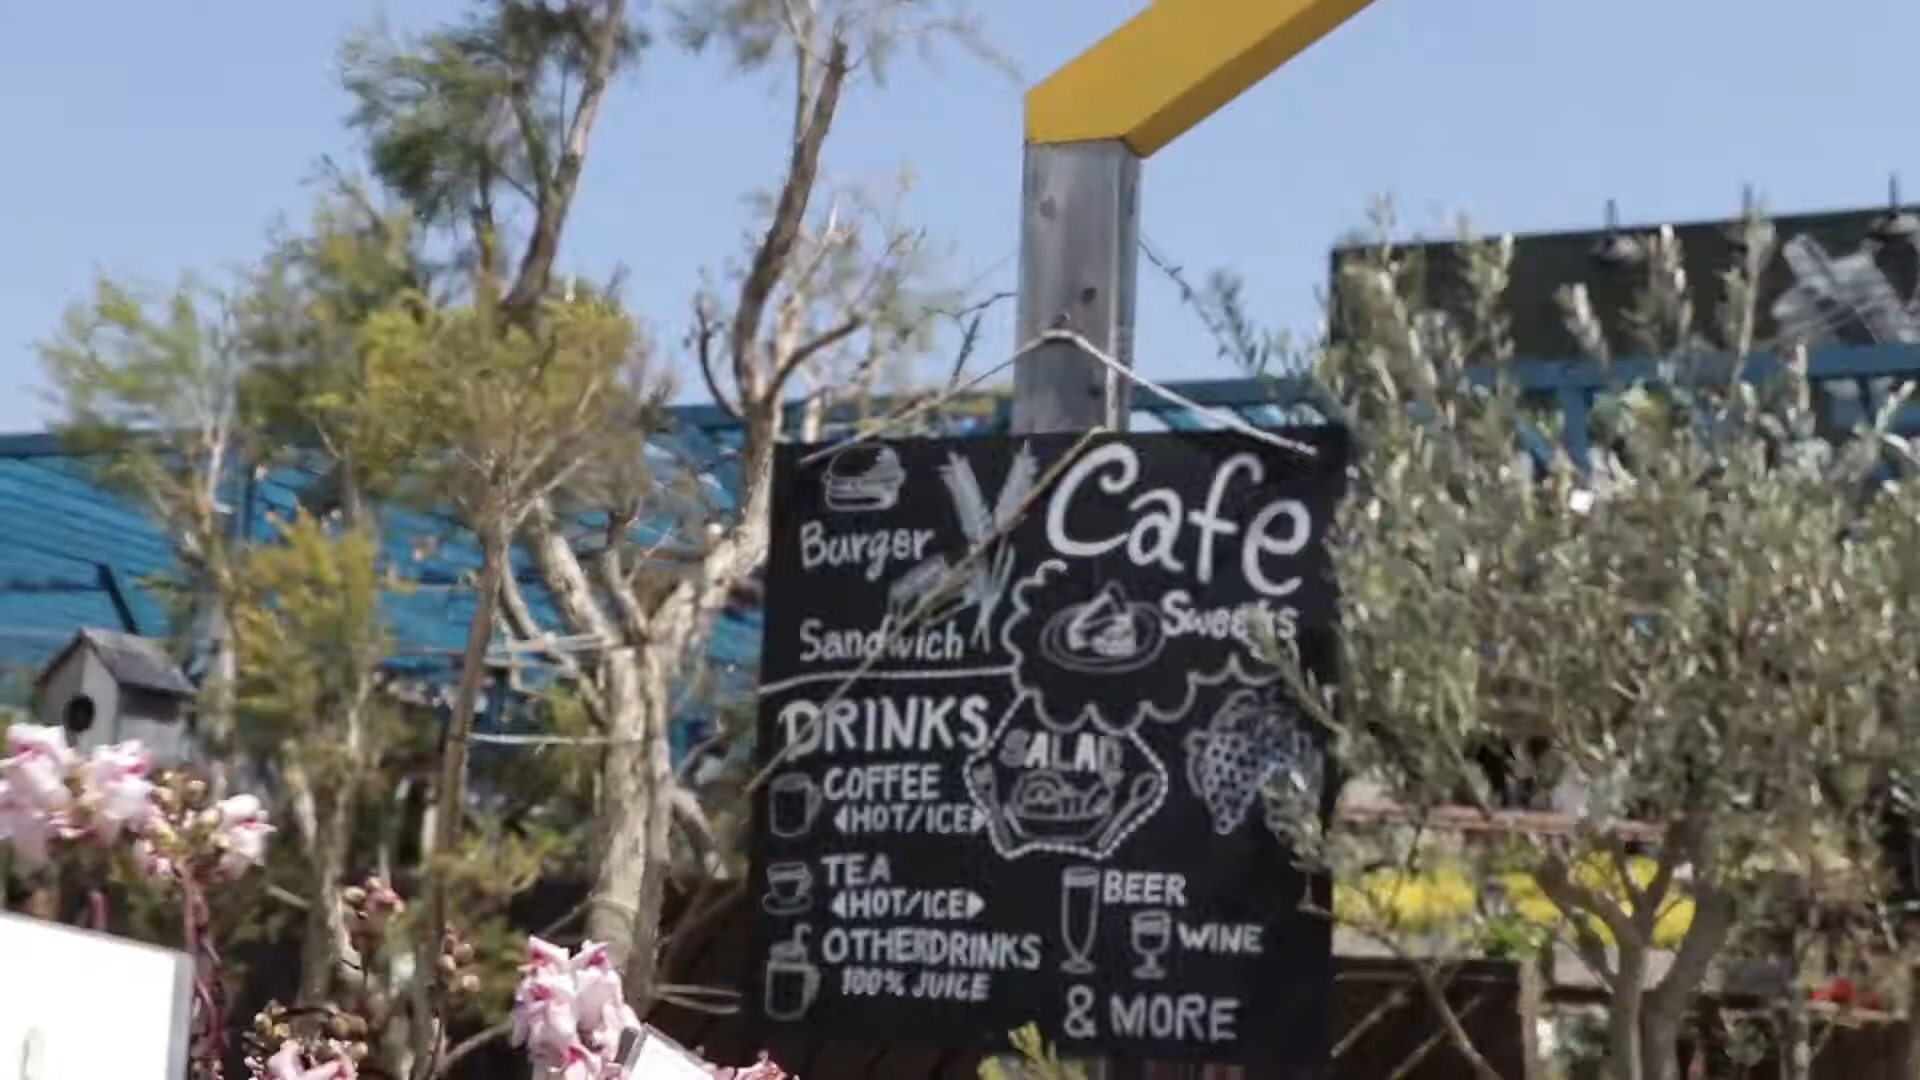 Cafe
Burger
Sandwich
Sweets
DRINKS
COFFEE
HOT/ICE
TEA
HOT/ICE
OTHERDRINKS
100% JUICE
SALAD
BEER
WINE
& MORE